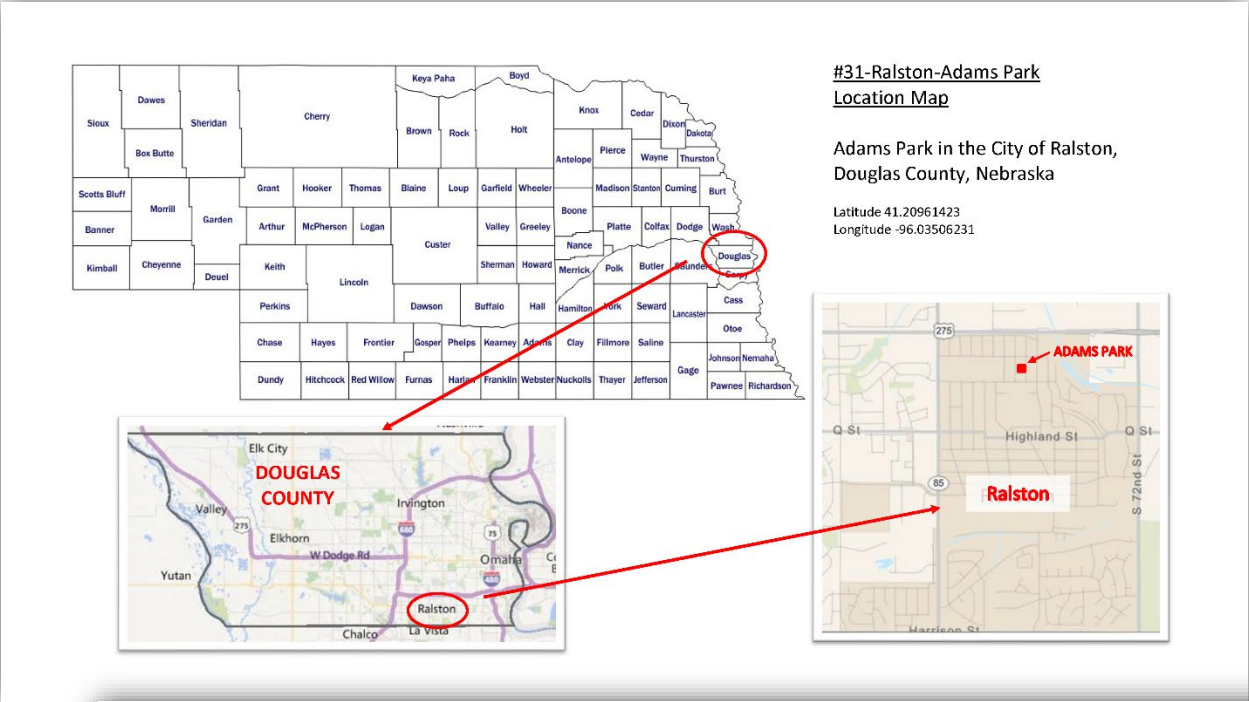 #31-Ralston-Adams Park
Location Map
Adams Park in the City of Ralston,
Douglas County, Nebraska
Latitude 41.20961423
Longitude -96.03506231
Keya Paha
Boyd
Dawes
Sioux
Sheridan
Cherry
Brown
Rock
Holt
Knox
Cedar
Dixon
Dakota
Box Butte
Antelope
Pierce
Wayne
Thurston
Scotts Bluff
Grant
Hooker
Thomas
Blaine
Loup
Garfield
Wheeler
Madison
Stanton
Cuming
Burt
Morrill
Garden
Boone
Banner
Arthur
McPherson
Logan
Custer
Valley
Greeley
Platte
Colfax
Dodge
Wash.
Nance
Kimball
Cheyenne
Deuel
Keith
Lincoln
Sherman
Howard
Merrick
Polk
Butler
Saunders
Douglas
Sarpy
Perkins
Dawson
Buffalo
Hall
Hamilton
York
Seward
Lancaster
Cass
Otoe
Chase
Hayes
Frontier
Gosper
Phelps
Kearney
Adams
Clay
Fillmore
Saline
Gage
Johnson
Nemaha
Dundy
Hitchcock
Red Willow
Furnas
Harlan
Franklin
Webster
Nuckolls
Thayer
Jefferson
Pawnee
Richardson
Elk City
DOUGLAS
COUNTY
Valley
275
Irvington
680
75
Elkhorn
W Dodge Rd
Omaha
480
Yutan
Ralston
Chalco
La Vista
275
ADAMS PARK
Q St
Highland St
Q St
85
Ralston
S 72nd St
Harrison St